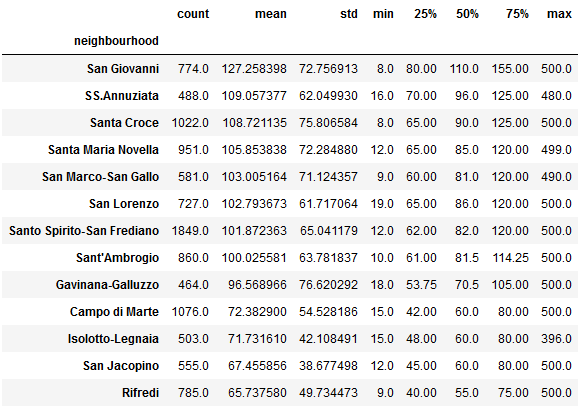 count mean std min 25% 50% 75% max
neighbourhood
San Giovanni 774.0 127.258398 72.756913 8.0 80.00 110.0 155.00 500.0
SS.Annuziata 488.0 109.057377 62.049930 16.0 70.00 96.0 125.00 480.0
Santa Croce 1022.0 108.721135 75.806584 8.0 65.00 90.0 125.00 500.0
Santa Maria Novella 951.0 105.853838 72.284880 12.0 65.00 85.0 120.00 499.0
San Marco-San Gallo 581.0 103.005164 71.124357 9.0 60.00 81.0 120.00 490.0
San Lorenzo 727.0 102.793673 61.717064 19.0 65.00 86.0 120.00 500.0
Santo Spirito-San Frediano 1849.0 101.872363 65.041179 12.0 62.00 82.0 120.00 500.0
Sant'Ambrogio 860.0 100.025581 63.781837 10.0 61.00 81.5 114.25 500.0
Gavinana-Galluzzo 464.0 96.568966 76.620292 18.0 53.75 70.5 105.00 500.0
Campo di Marte 1076.0 72.382900 54.528186 15.0 42.00 60.0 80.00 500.0
Isolotto-Legnaia 503.0 71.731610 42.108491 15.0 48.00 60.0 80.00 396.0
San Jacopino 555.0 67.455856 38.677498 12.0 45.00 60.0 80.00 500.0
Rifredi 785.0 65.737580 49.734473 9.0 40.00 55.0 75.00 500.0